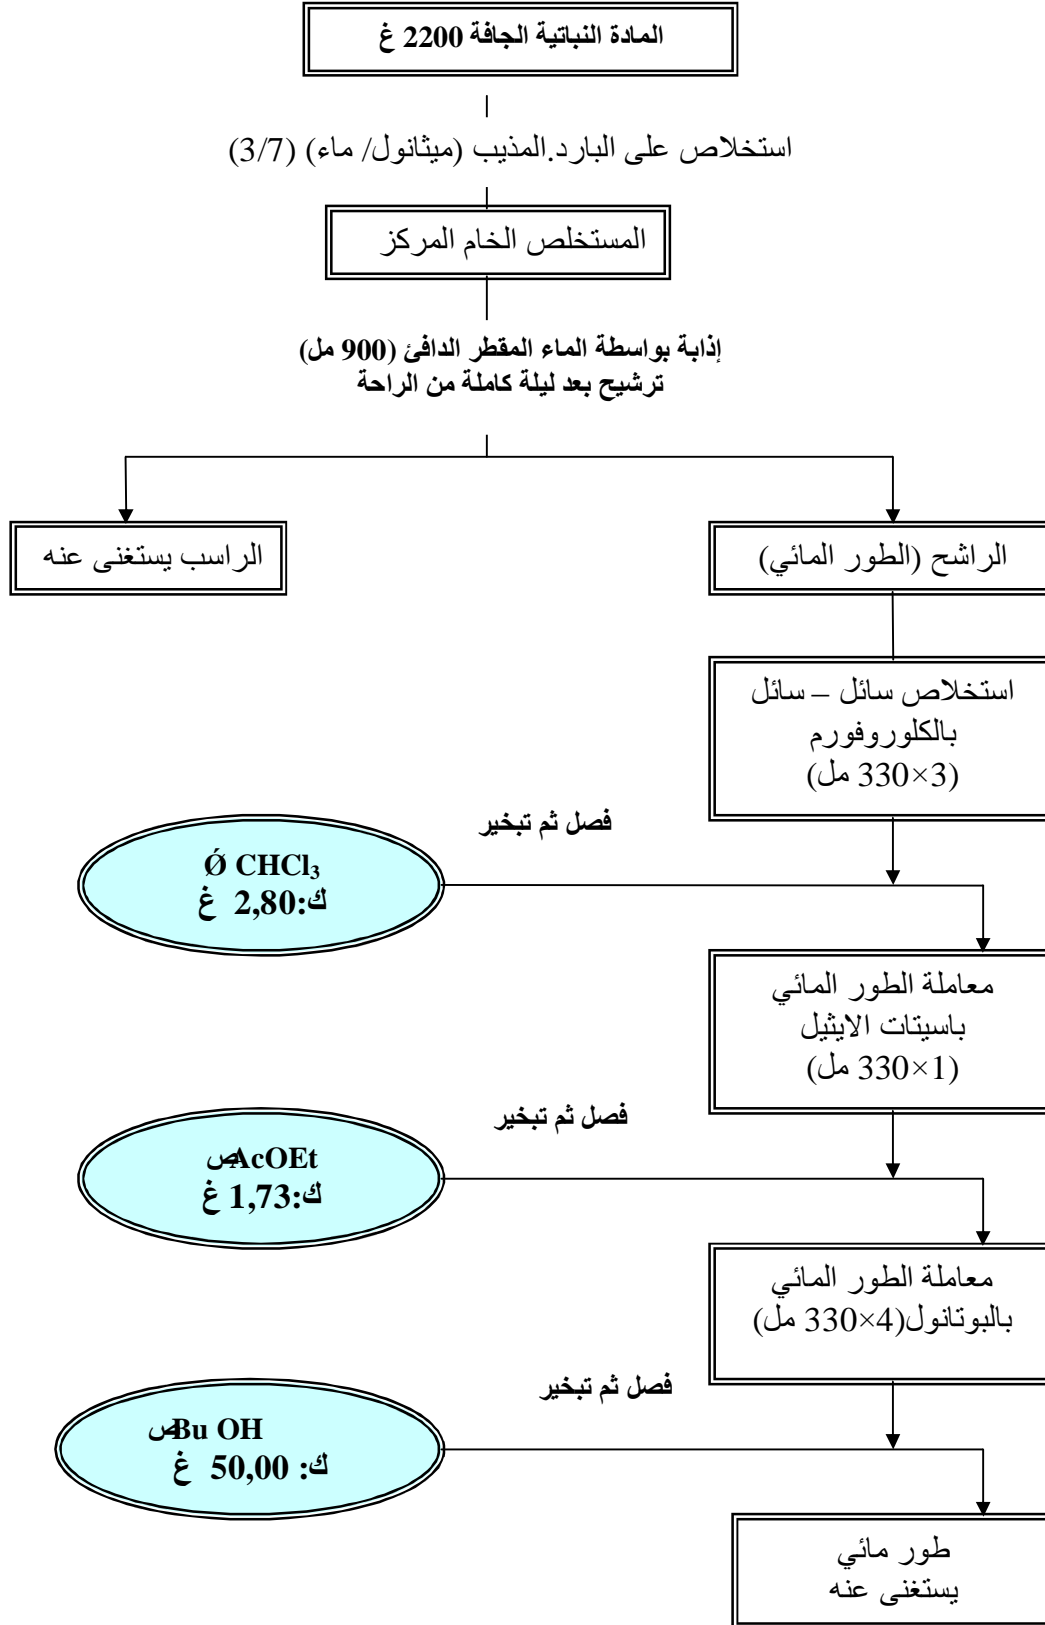 المادة النباتية الجافة 2200 غ
استخلاص على البارد.المذيب (ميثانول/ ماء) (3/7)
المستخلص الخام المركز
إذابة بواسطة الماء المقطر الدافئ (900 مل)
ترشيح بعد ليلة كاملة من الراحة
الراشح (الطور المائي)
الراسب يستغنى عنه
استخلاص سائل – سائل
بالكلوروفورم
(3×330 مل)
فصل ثم تبخير
Ǿ CHCl₃
ك:2,80 غ
معاملة الطور المائي
باسيتات الايثيل
(1×330 مل)
فصل ثم تبخير
ص AcOEt
ك:1,73 غ
معاملة الطور المائي
بالبوتانول(4×330 مل)
فصل ثم تبخير
ص Bu OH
ك: 50,00 غ
طور مائي
يستغنى عنه